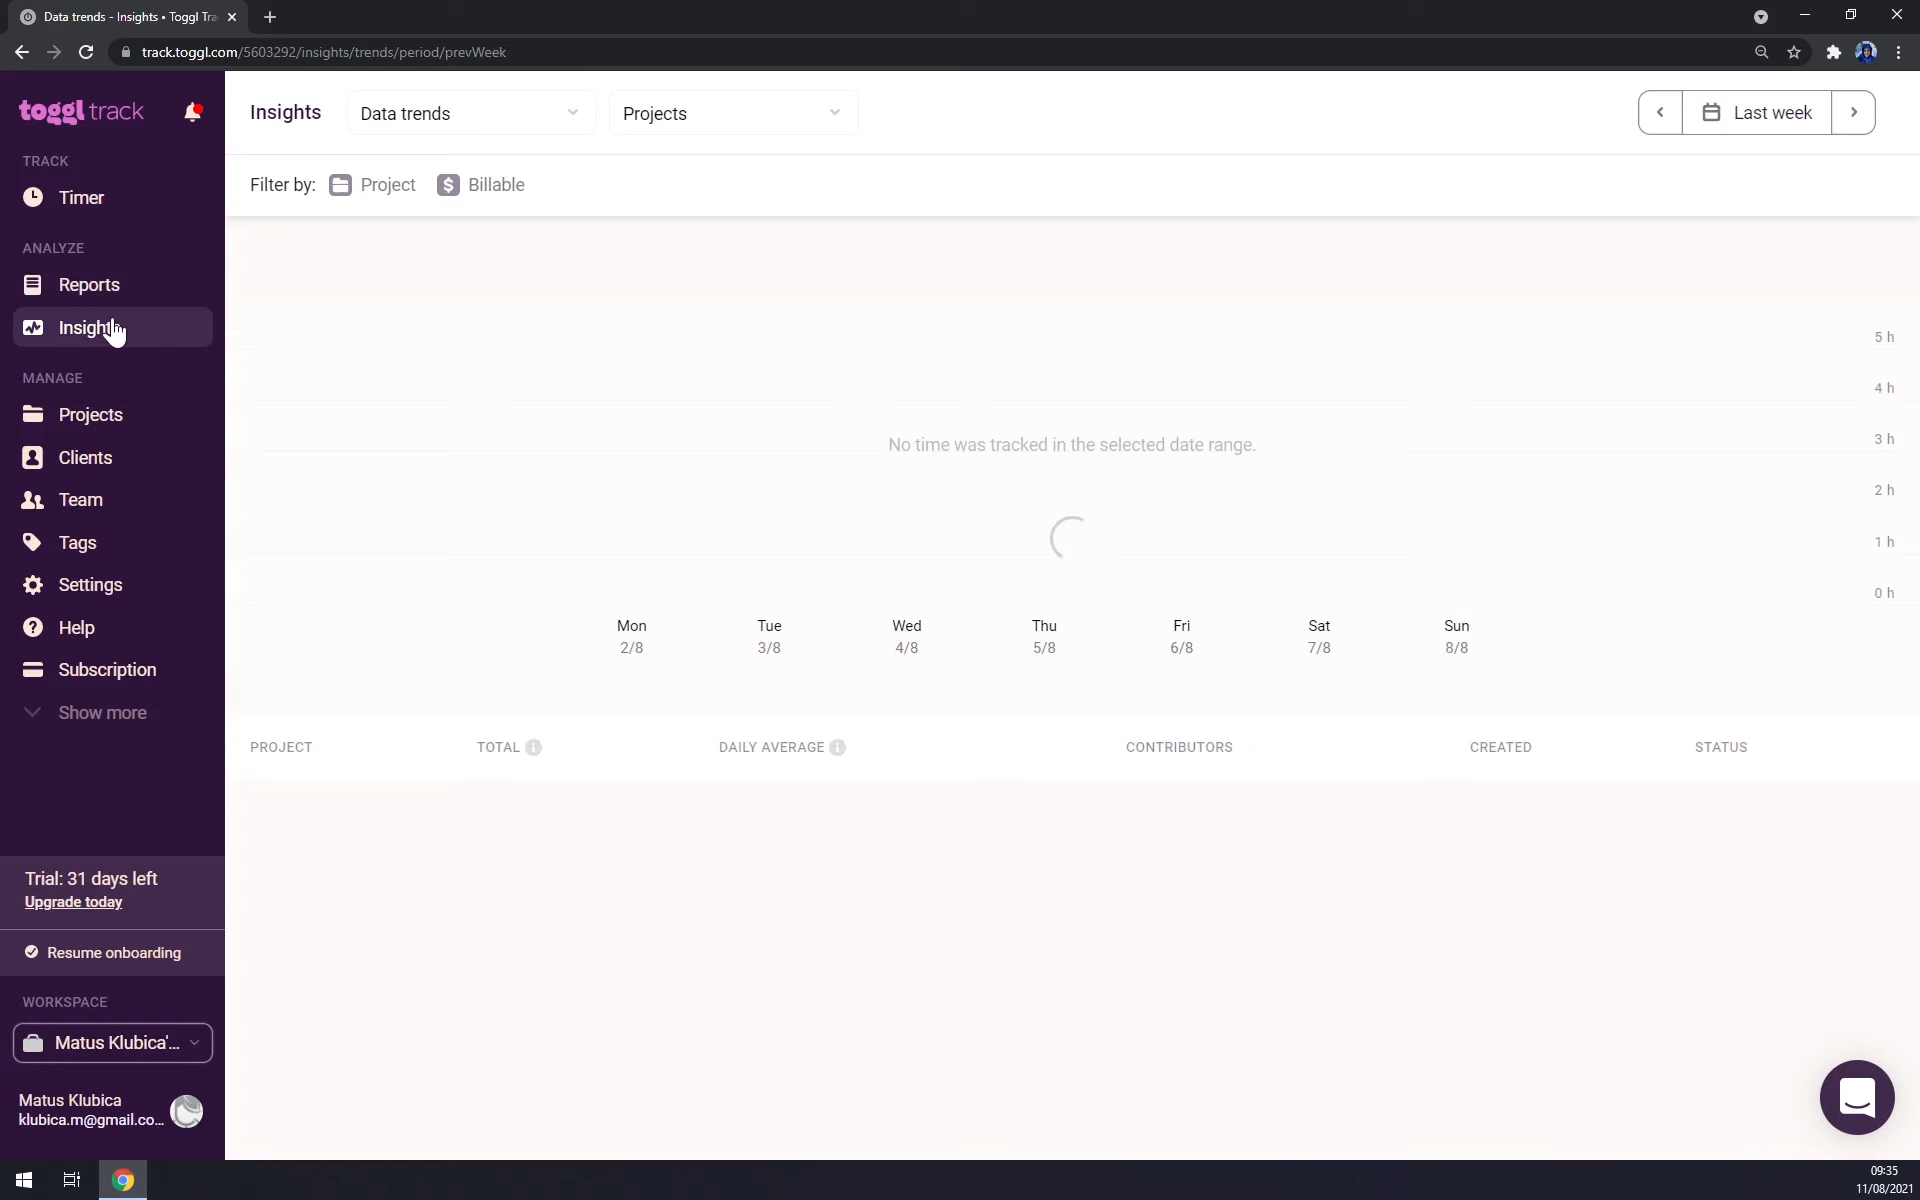 Data trends - Insights • Toggl Tra
track.toggl.com/5603292/insights/trends/period/prevWeek
toggl track
Insights
Data trends
Projects
Last week
TRACK
Timer
Filter by:
Project
$ Billable
ANALYZE
Reports
Insight
MANAGE
Projects
Clients
Team
Tags
Settings
? Help
Subscription
Show more
5 h
4 h
No time was tracked in the selected date range.
3 h
2 h
1 h
0 h
Mon Tue Wed Thu Fri Sat Sun
2/8 3/8 4/8 5/8 6/8 7/8 8/8
PROJECT TOTAL i DAILY AVERAGE i CONTRIBUTORS CREATED STATUS
Trial: 31 days left
Upgrade today
Resume onboarding
WORKSPACE
Matus Klubica'...
Matus Klubica
klubica.m@gmail.co...
09:35
11/08/2021